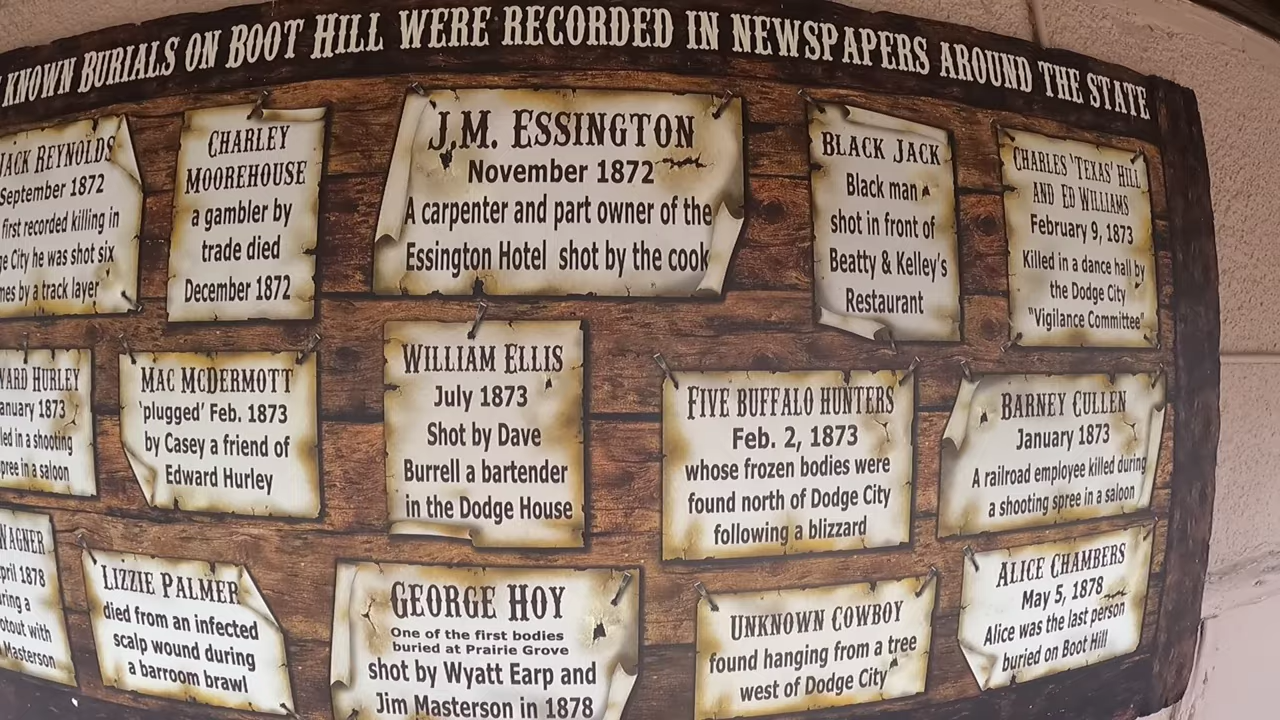 KNOWN BURIALS ON BOOT HILL WERE RECORDED IN NEWSPAPERS AROUND THE STATE
JACK REYNOLDS
September 1872
first recorded killing in
City he was shot six
by a track layer
CHARLEY
MOOREHOUSE
a gambler by
trade died
December 1872
J.M. ESSINGTON
November 1872
A carpenter and part owner of the
Essington Hotel shot by the cook
BLACK JACK
Black man
shot in front of
Beatty & Kelley's
Restaurant
CHARLES 'TEXAS' HILL
AND ED WILLIAMS
February 9, 1873
Killed in a dance hall by
the Dodge City
"Vigilance Committee"
HURLEY
1873
in a shooting
spree in a saloon
MAC MCDERMOTT
'plugged' Feb. 1873
by Casey a friend of
Edward Hurley
WILLIAM ELLIS
July 1873
Shot by Dave
Burrell a bartender
in the Dodge House
FIVE BUFFALO HUNTERS
Feb. 2, 1873
whose frozen bodies were
found north of Dodge City
following a blizzard
BARNEY CULLEN
January 1873
A railroad employee killed during
a shooting spree in a saloon
WAGNER
1878
a
with
Masterson
LIZZIE PALMER
died from an infected
scalp wound during
a barroom brawl
GEORGE HOY
One of the first bodies
buried at Prairie Grove
shot by Wyatt Earp and
Jim Masterson in 1878
UNKNOWN COWBOY
found hanging from a tree
west of Dodge City
ALICE CHAMBERS
May 5, 1878
Alice was the last person
buried on Boot Hill